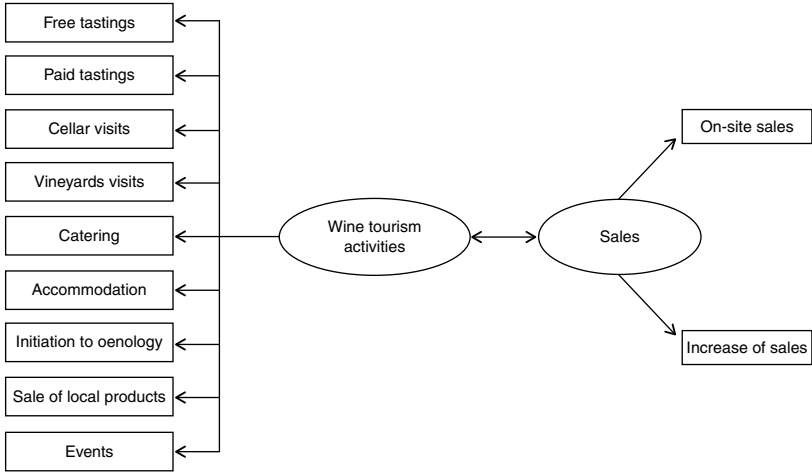 Free tastings
Paid tastings
Cellar visits
Vineyards visits
Catering
Accommodation
Initiation to oenology
Sale of local products
Events
Wine tourism
activities
Sales
On-site sales
Increase of sales